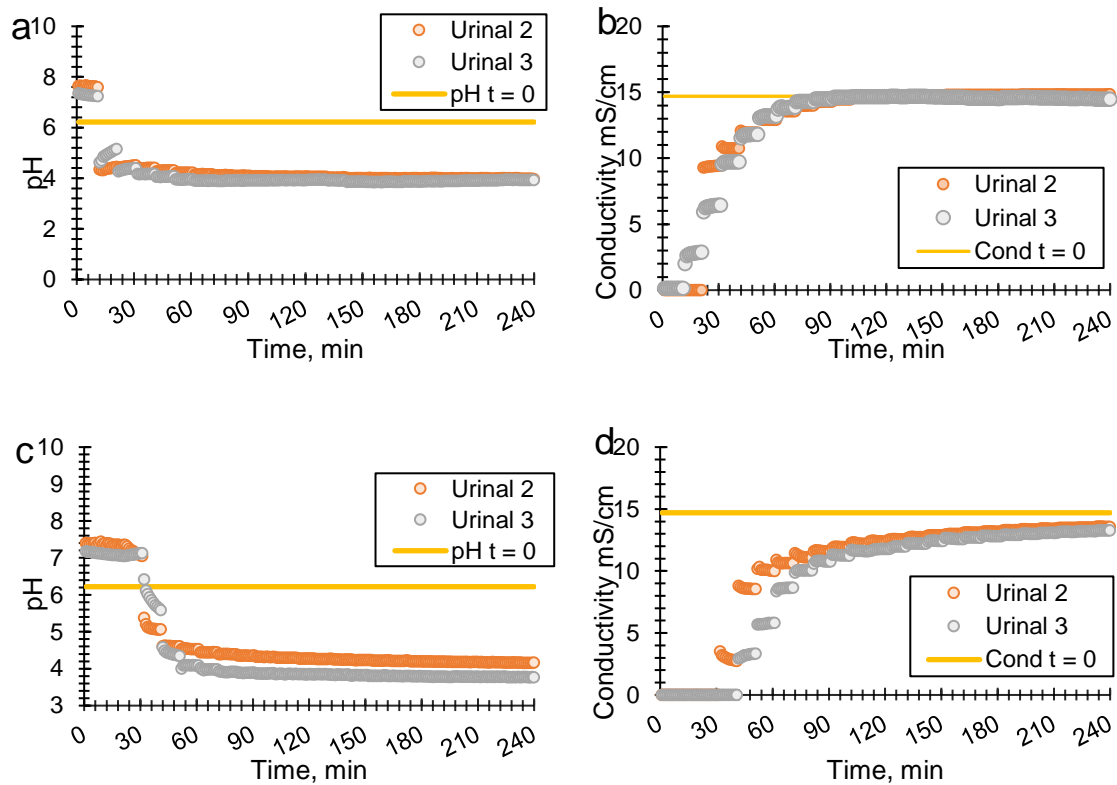 a
10
8
6
4
2
0
pH
Urinal 2
Urinal 3
pH t = 0
0 30 60 90 120 150 180 210 240
Time, min
b
20
15
10
5
0
Conductivity mS/cm
Urinal 2
Urinal 3
Cond t = 0
0 30 60 90 120 150 180 210 240
Time, min
c
10
9
8
7
6
5
4
3
pH
Urinal 2
Urinal 3
pH t = 0
0 30 60 90 120 150 180 210 240
Time, min
d
20
15
10
5
0
Conductivity mS/cm
Urinal 2
Urinal 3
Cond t = 0
0 30 60 90 120 150 180 210 240
Time, min